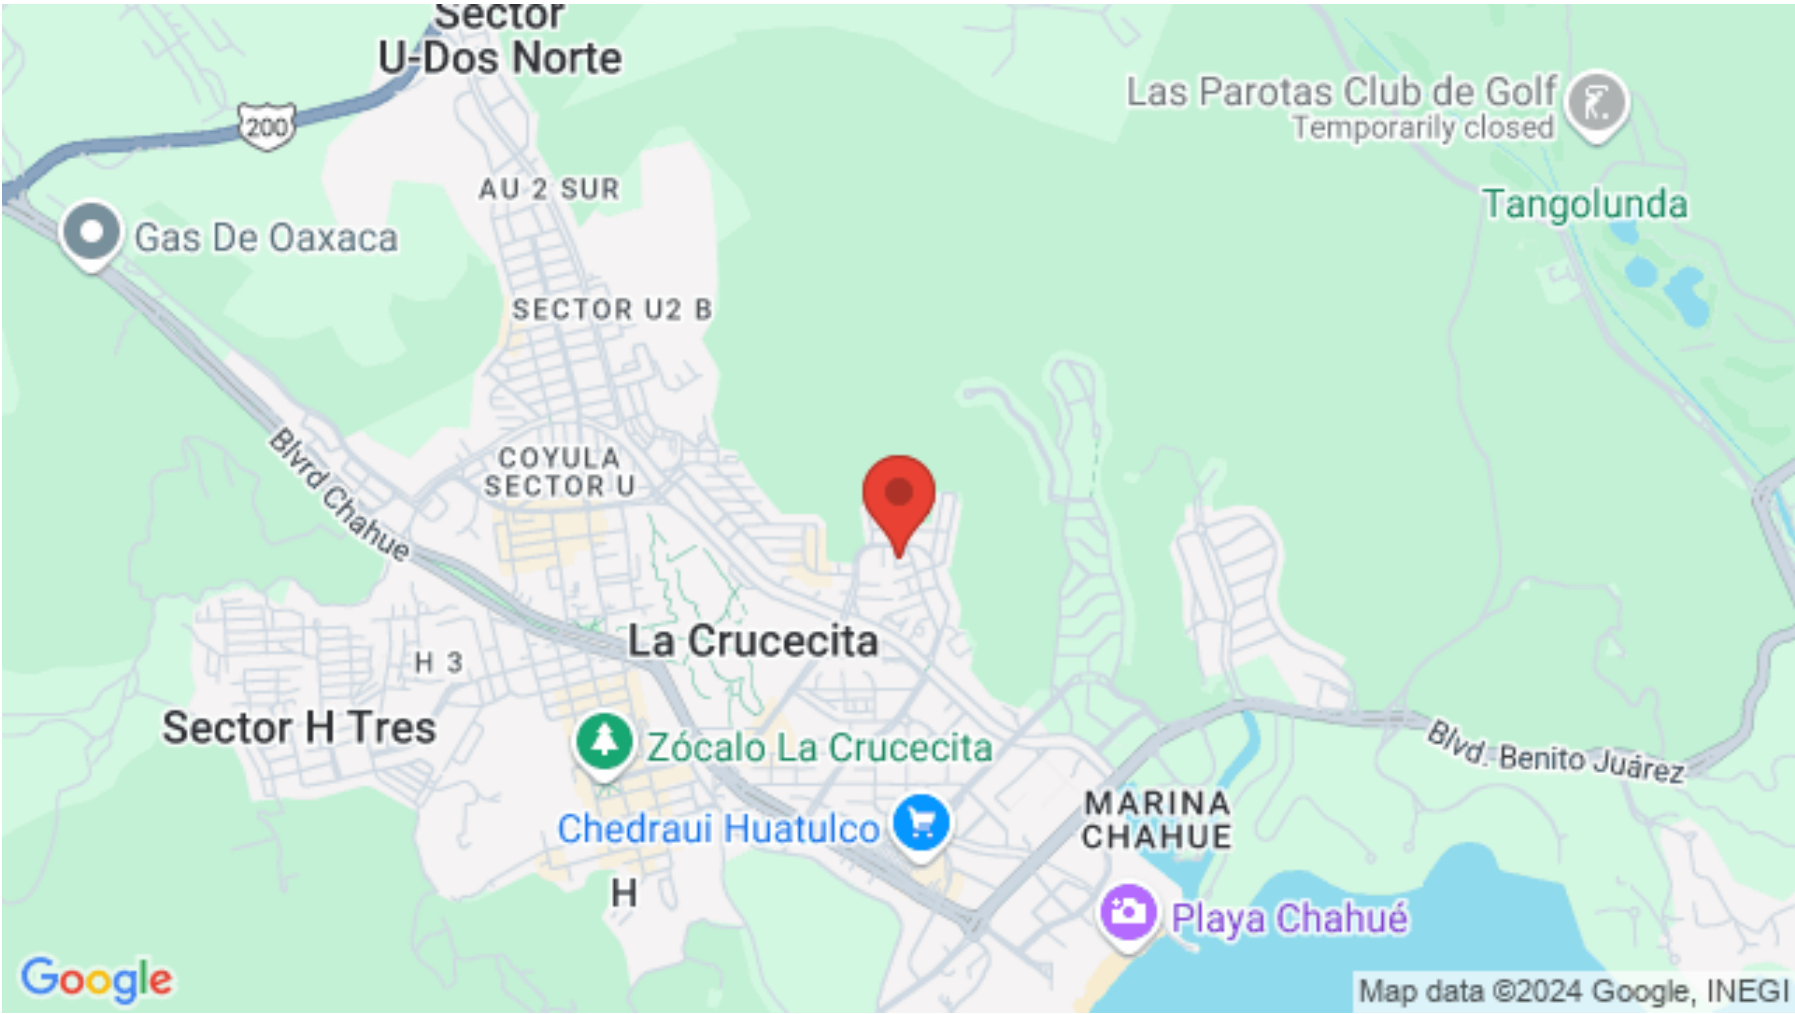 Sector
U-Dos Norte
Las Parotas Club de Golf
Temporarily closed
200
AU 2 SUR
Tangolunda
Gas De Oaxaca
SECTOR U2 B
COYULA
SECTOR U
Blvrd Chahue
La Crucecita
H 3
Sector H Tres
Zócalo La Crucecita
Blvd. Benito Juárez
MARINA
CHAHUE
Chedraui Huatulco
H
Playa Chahué
Google
Map data ©2024 Google, INEGI